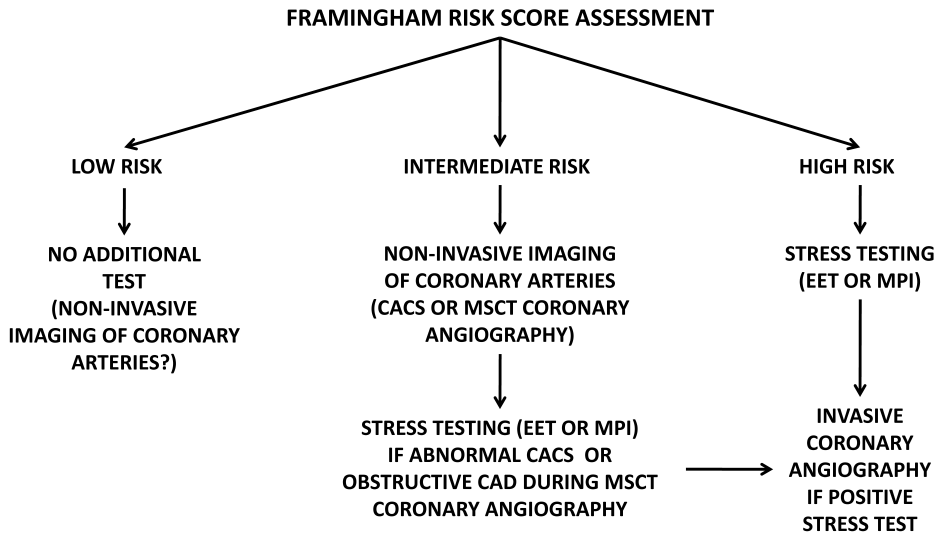 FRAMINGHAM RISK SCORE ASSESSMENT
LOW RISK
INTERMEDIATE RISK
HIGH RISK
NO ADDITIONAL
TEST
(NON-INVASIVE
IMAGING OF CORONARY
ARTERIES?)
NON-INVASIVE IMAGING
OF CORONARY ARTERIES
(CACS OR MSCT CORONARY
ANGIOGRAPHY)
STRESS TESTING
(EET OR MPI)
STRESS TESTING (EET OR MPI)
IF ABNORMAL CACS OR
OBSTRUCTIVE CAD DURING MSCT
CORONARY ANGIOGRAPHY
INVASIVE
CORONARY
ANGIOGRAPHY
IF POSITIVE
STRESS TEST